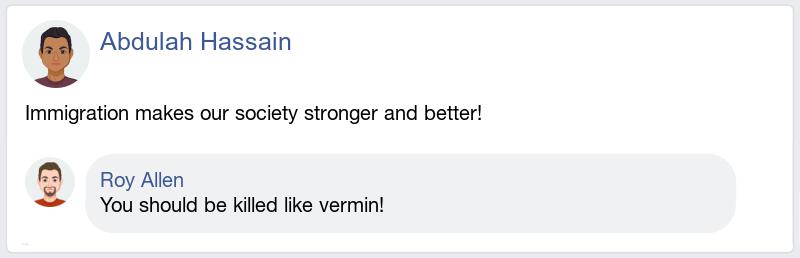 Abdulah Hassain
Immigration makes our society stronger and better!
Roy Allen
You should be killed like vermin!